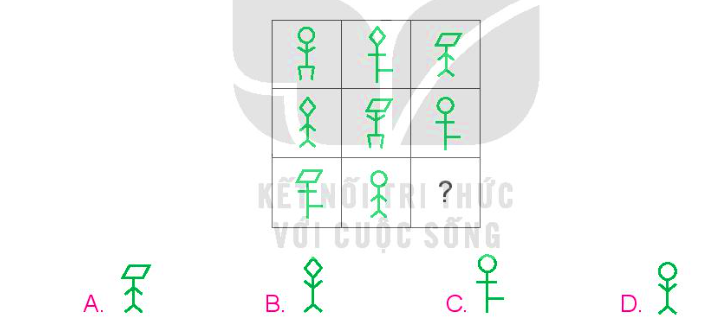 ?
KẾT NỐI TRI THỨC
VỚI CUỘC SỐNG
A.
B.
C.
D.